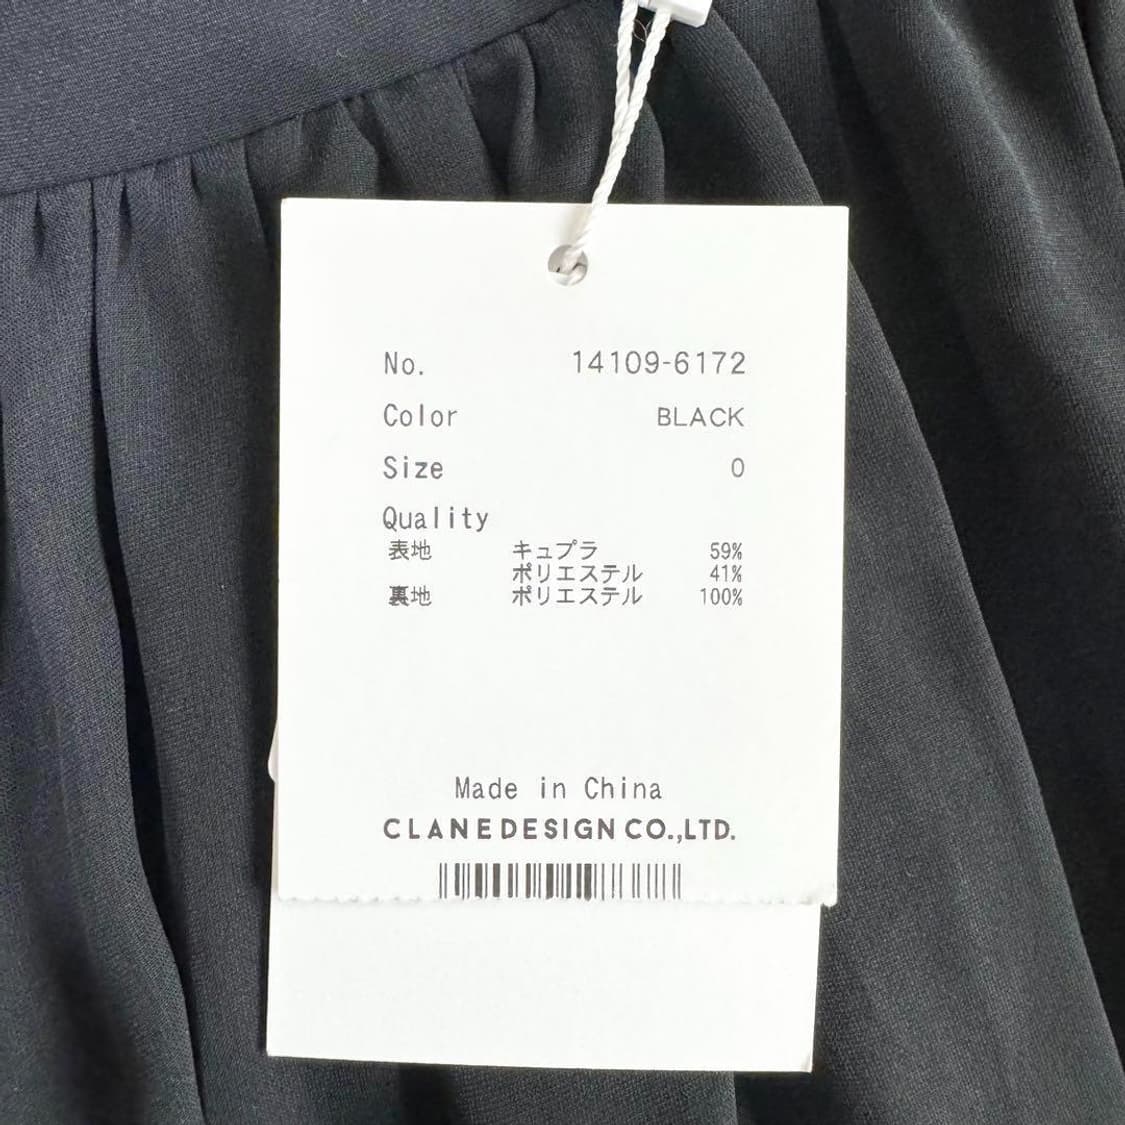 No. 14109-6172
Color BLACK
Size 0
Quality
表地 キュプラ 59%
ポリエステル 41%
裏地 ポリエステル 100%
Made in China
CLANE DESIGN CO.,LTD.